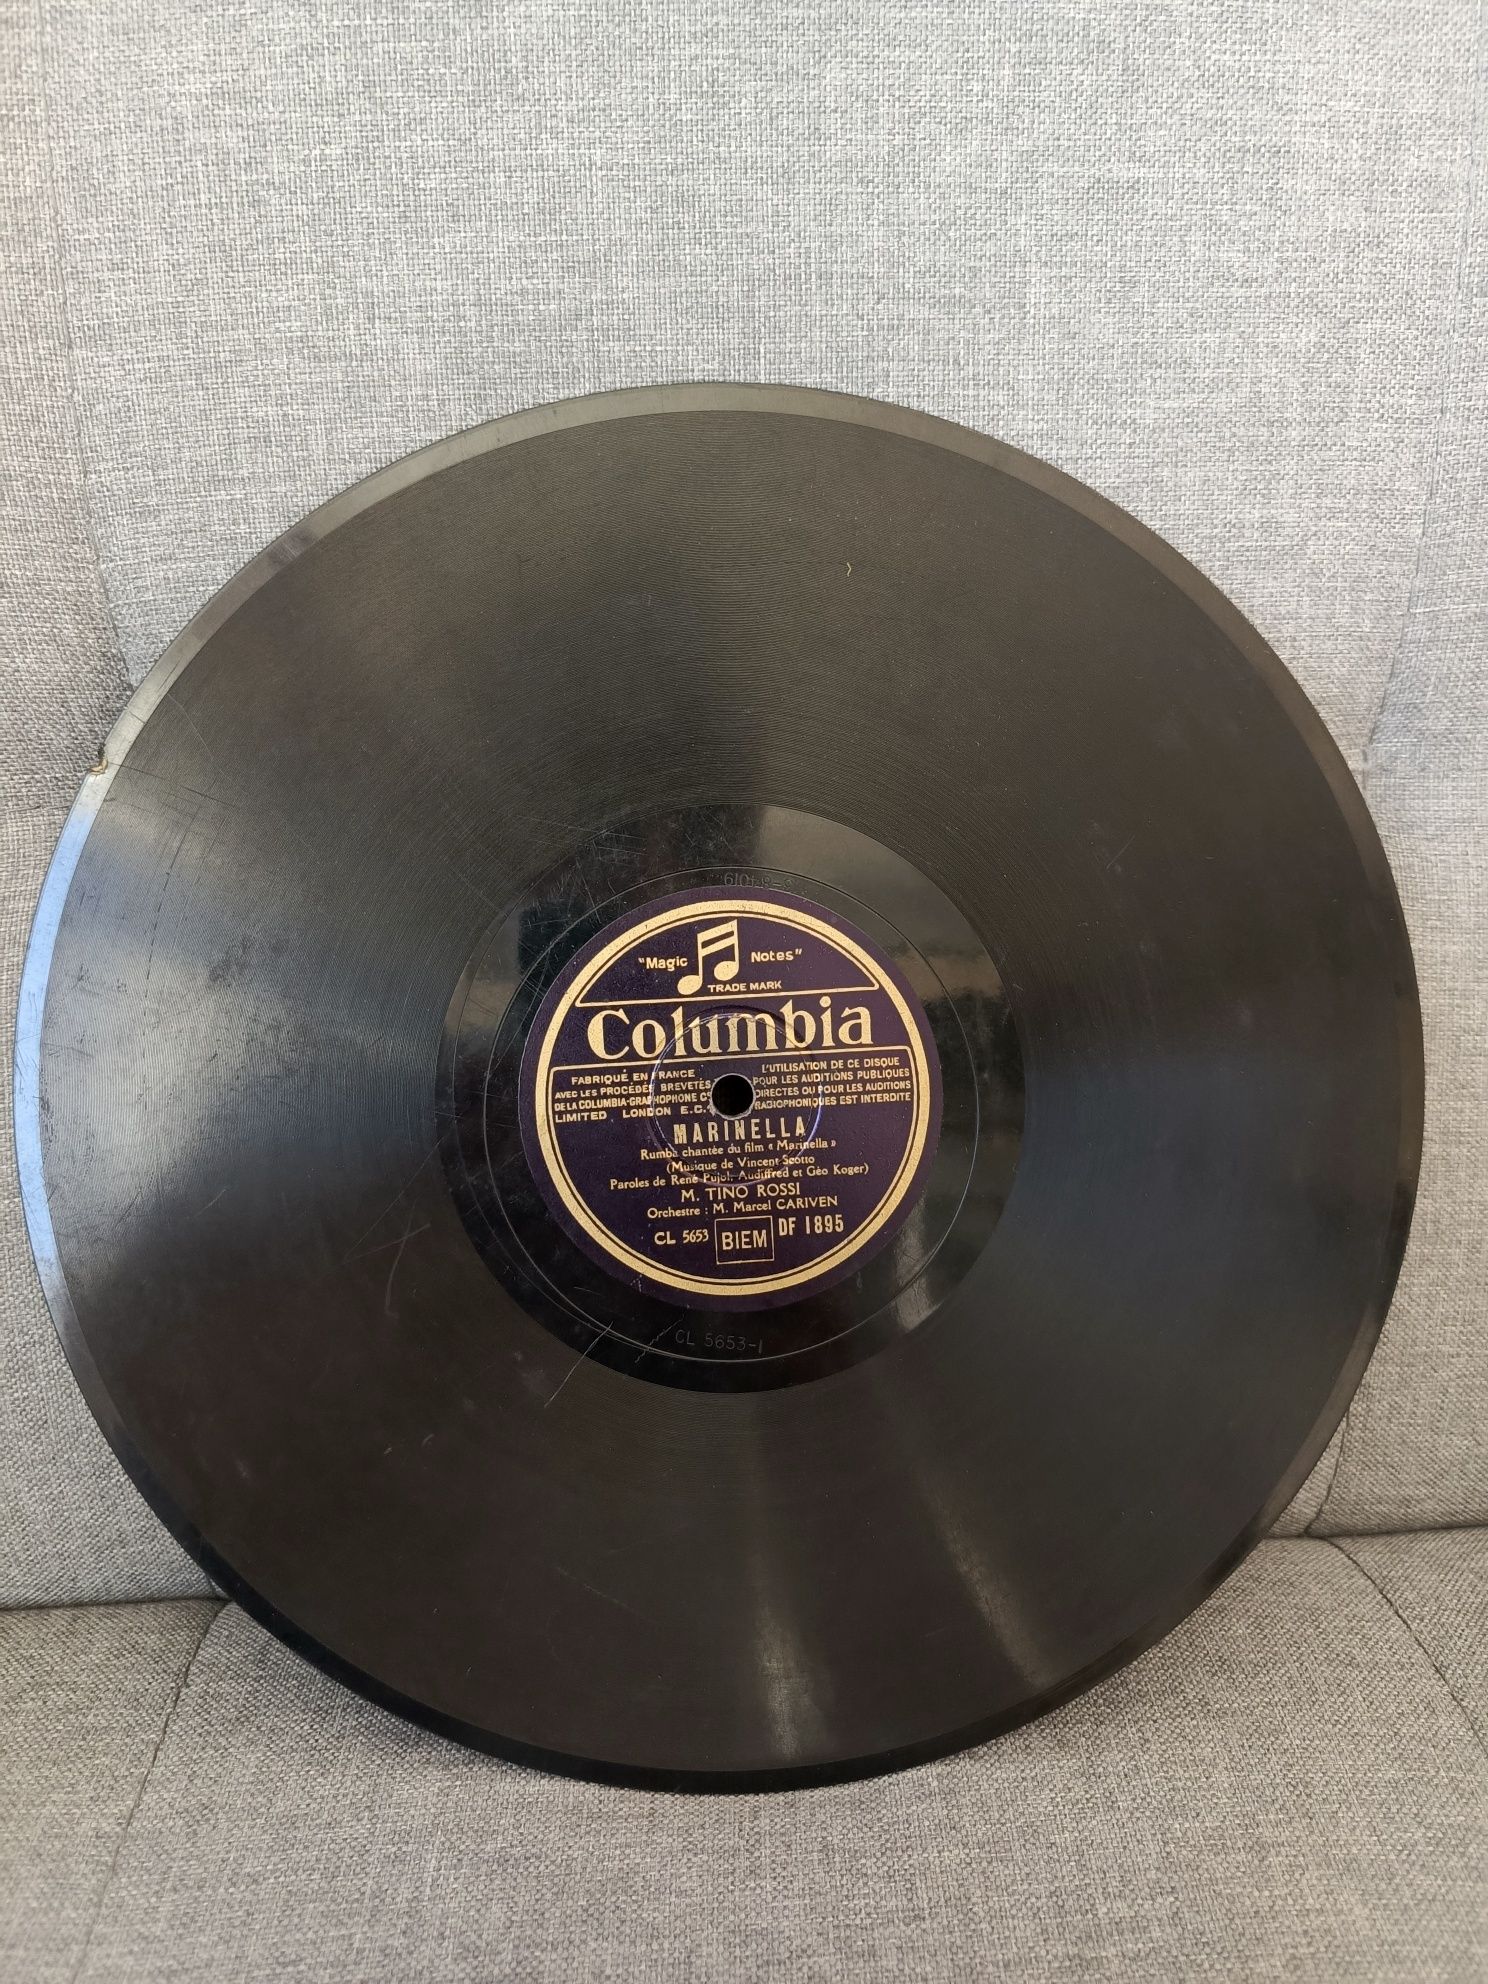 "Magic Notes"
TRADE MARK
Columbia
FABRIQUÉ EN FRANCE
AVEC LES PROCÉDÉS BREVETÉS
DE LA COLUMBIA-GRAPHOPHONE Cº
LIMITED LONDON E.C.
L'UTILISATION DE CE DISQUE
POUR LES AUDITIONS PUBLIQUES
DIRECTES OU POUR LES AUDITIONS
RADIOPHONIQUES EST INTERDITE
MARINELLA
Rumba chantée du film « Marinella »
(Musique de Vincent Scotto
Paroles de René Pujol, Audiffred et Géo Koger)
M. TINO ROSSI
Orchestre : M. Marcel CARIVEN
CL 5653 BIEM DF 1895
CL 5653-1